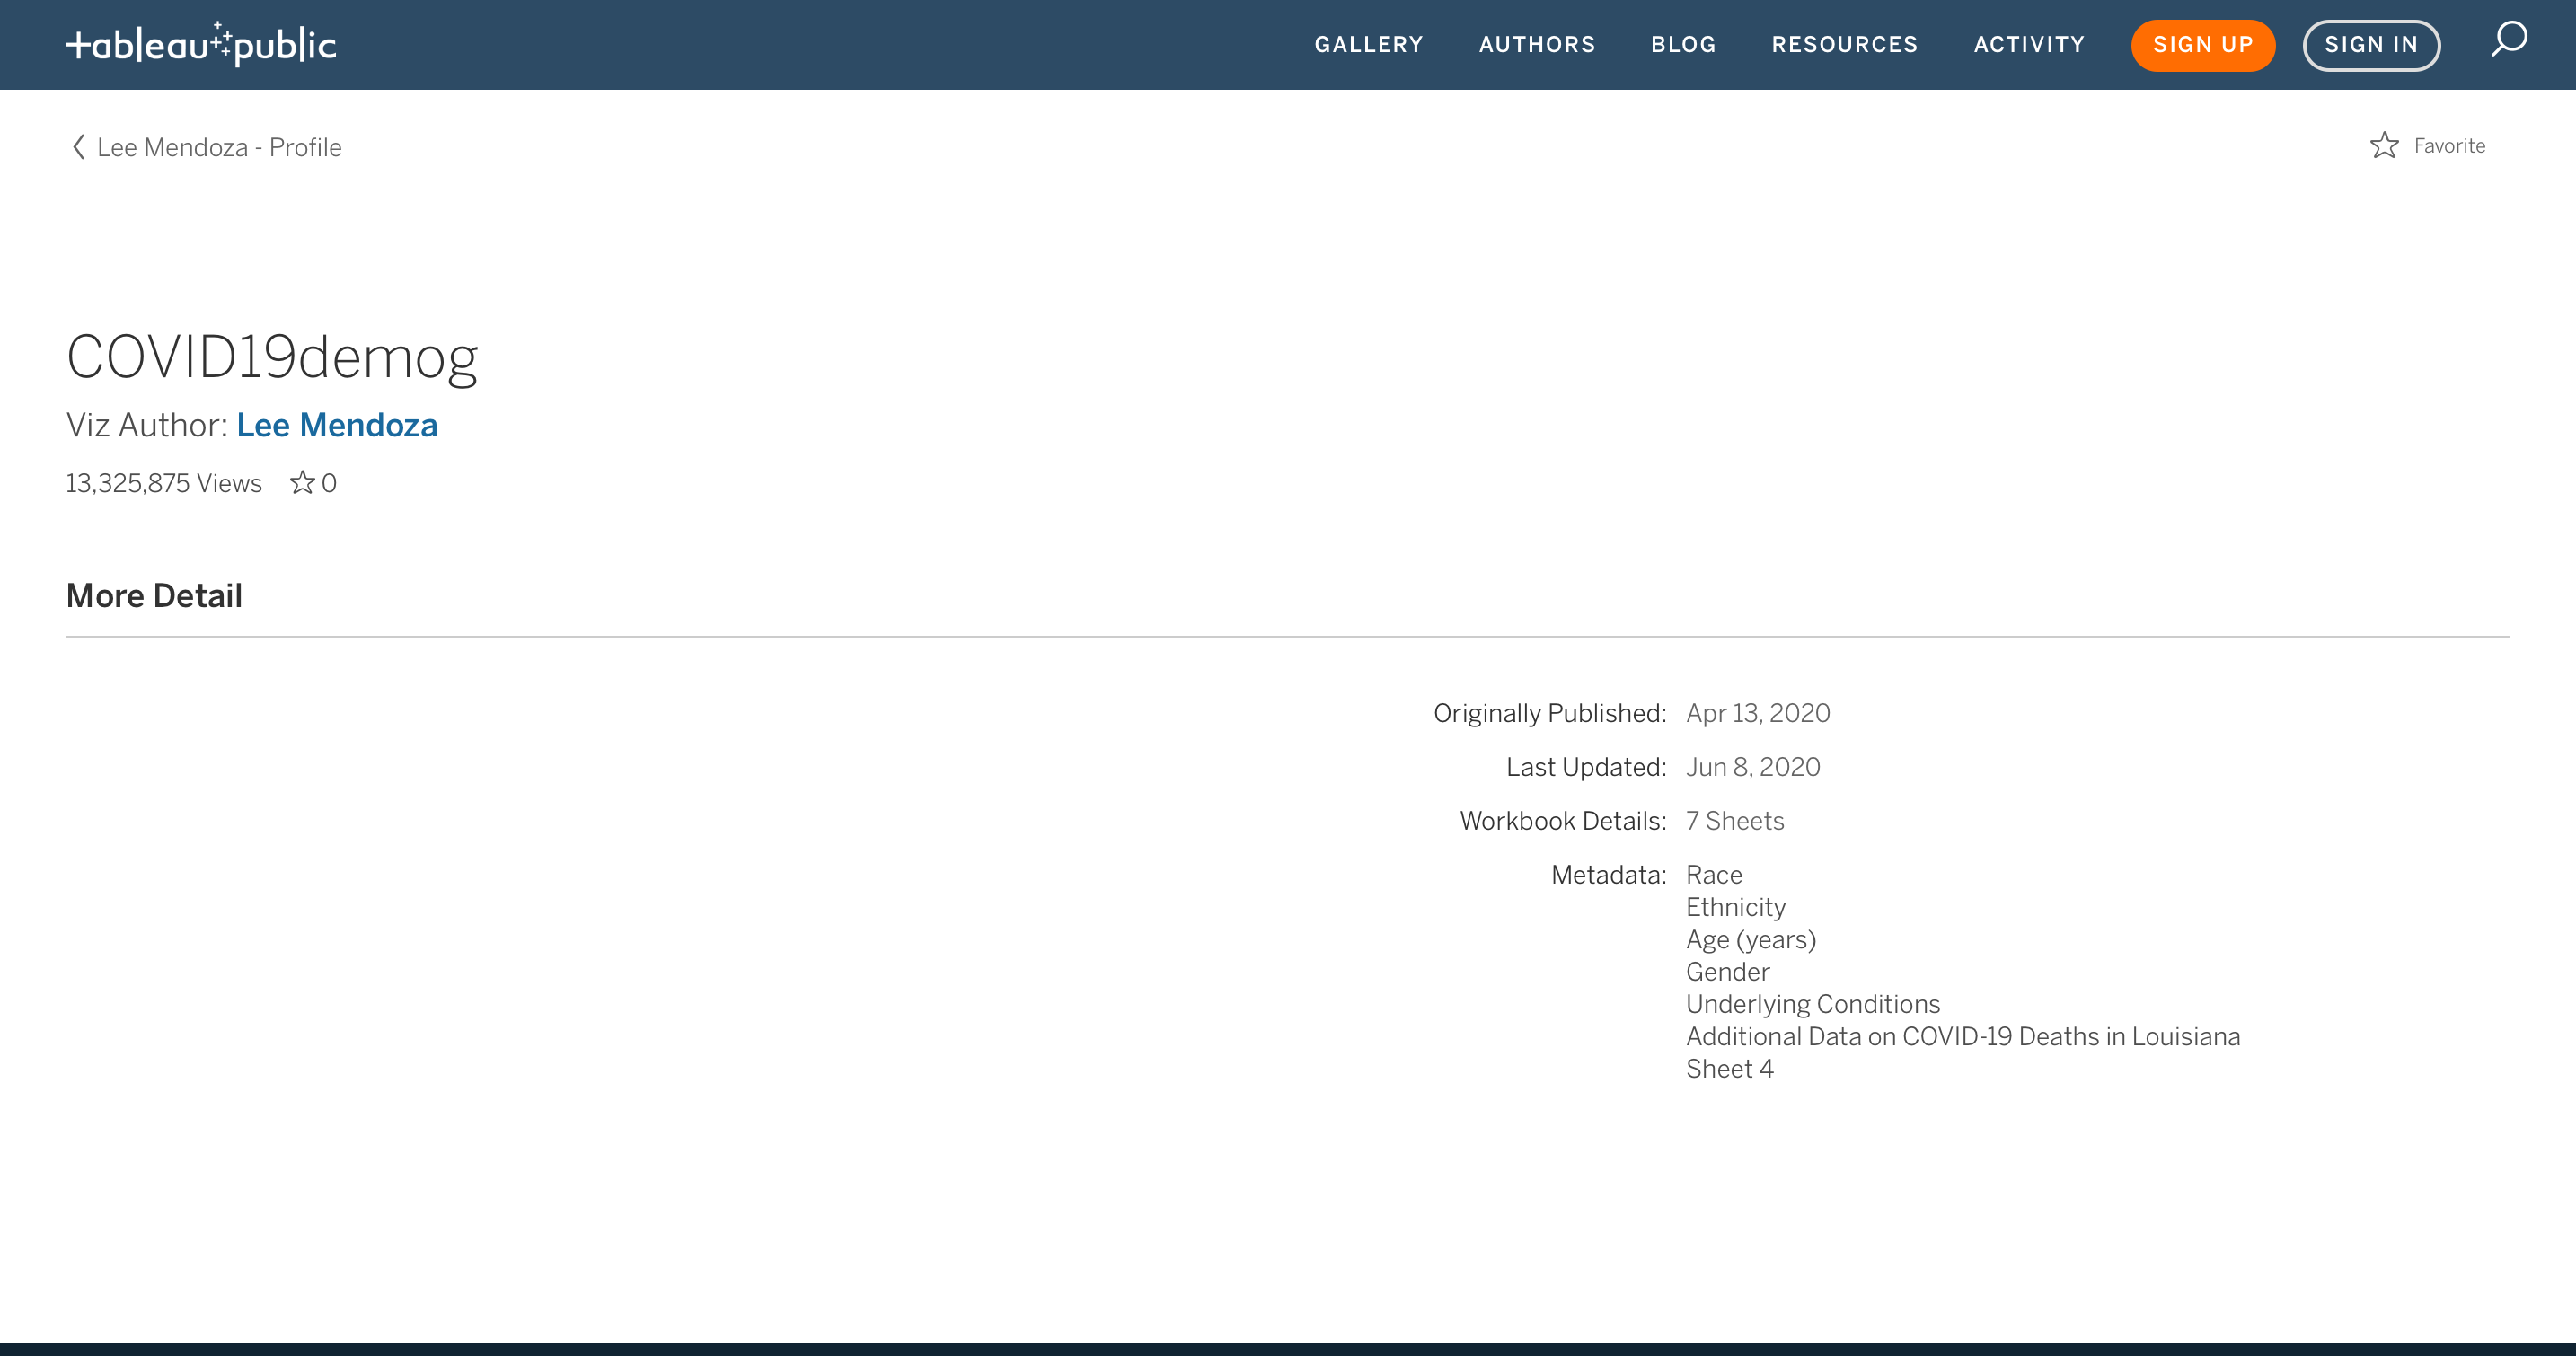 tableau public
GALLERY AUTHORS BLOG RESOURCES ACTIVITY SIGN UP SIGN IN
Lee Mendoza - Profile
Favorite
COVID19demog
Viz Author: Lee Mendoza
13,325,875 Views 0
More Detail
Originally Published: Apr 13, 2020
Last Updated: Jun 8, 2020
Workbook Details: 7 Sheets
Metadata: Race
Ethnicity
Age (years)
Gender
Underlying Conditions
Additional Data on COVID-19 Deaths in Louisiana
Sheet 4